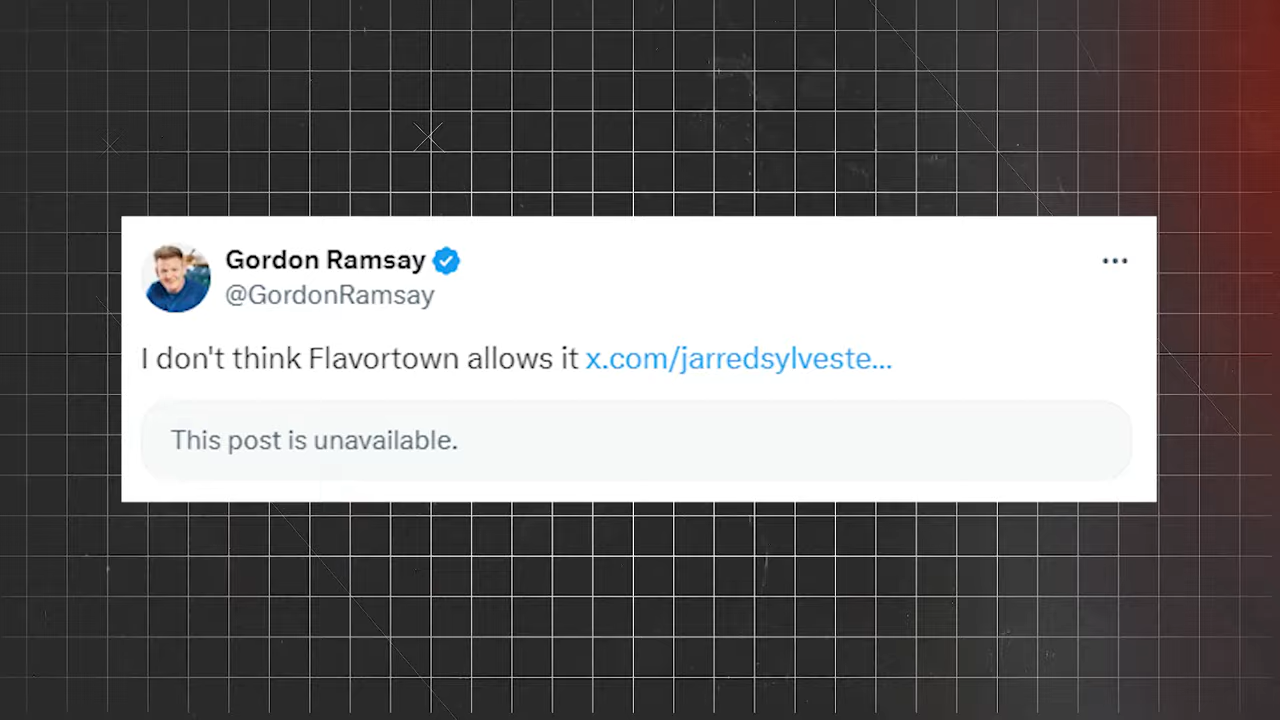 Gordon Ramsay
@GordonRamsay
I don't think Flavortown allows it x.com/jarredsylveste...
This post is unavailable.